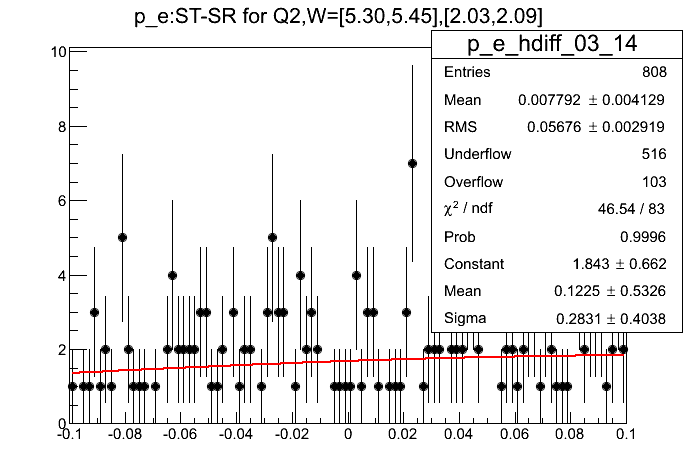 p_e:ST-SR for Q2,W=[5.30,5.45],[2.03,2.09]
p_e_hdiff_03_14
Entries 808
Mean 0.007792 ± 0.004129
RMS 0.05676 ± 0.002919
Underflow 516
Overflow 103
χ² / ndf 46.54 / 83
Prob 0.9996
Constant 1.843 ± 0.662
Mean 0.1225 ± 0.5326
Sigma 0.2831 ± 0.4038
10
8
6
4
2
0
-0.1 -0.08 -0.06 -0.04 -0.02 0 0.02 0.04 0.06 0.08 0.1